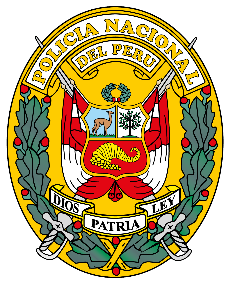 POLICIA NACIONAL
DEL PERU
DIOS PATRIA LEY